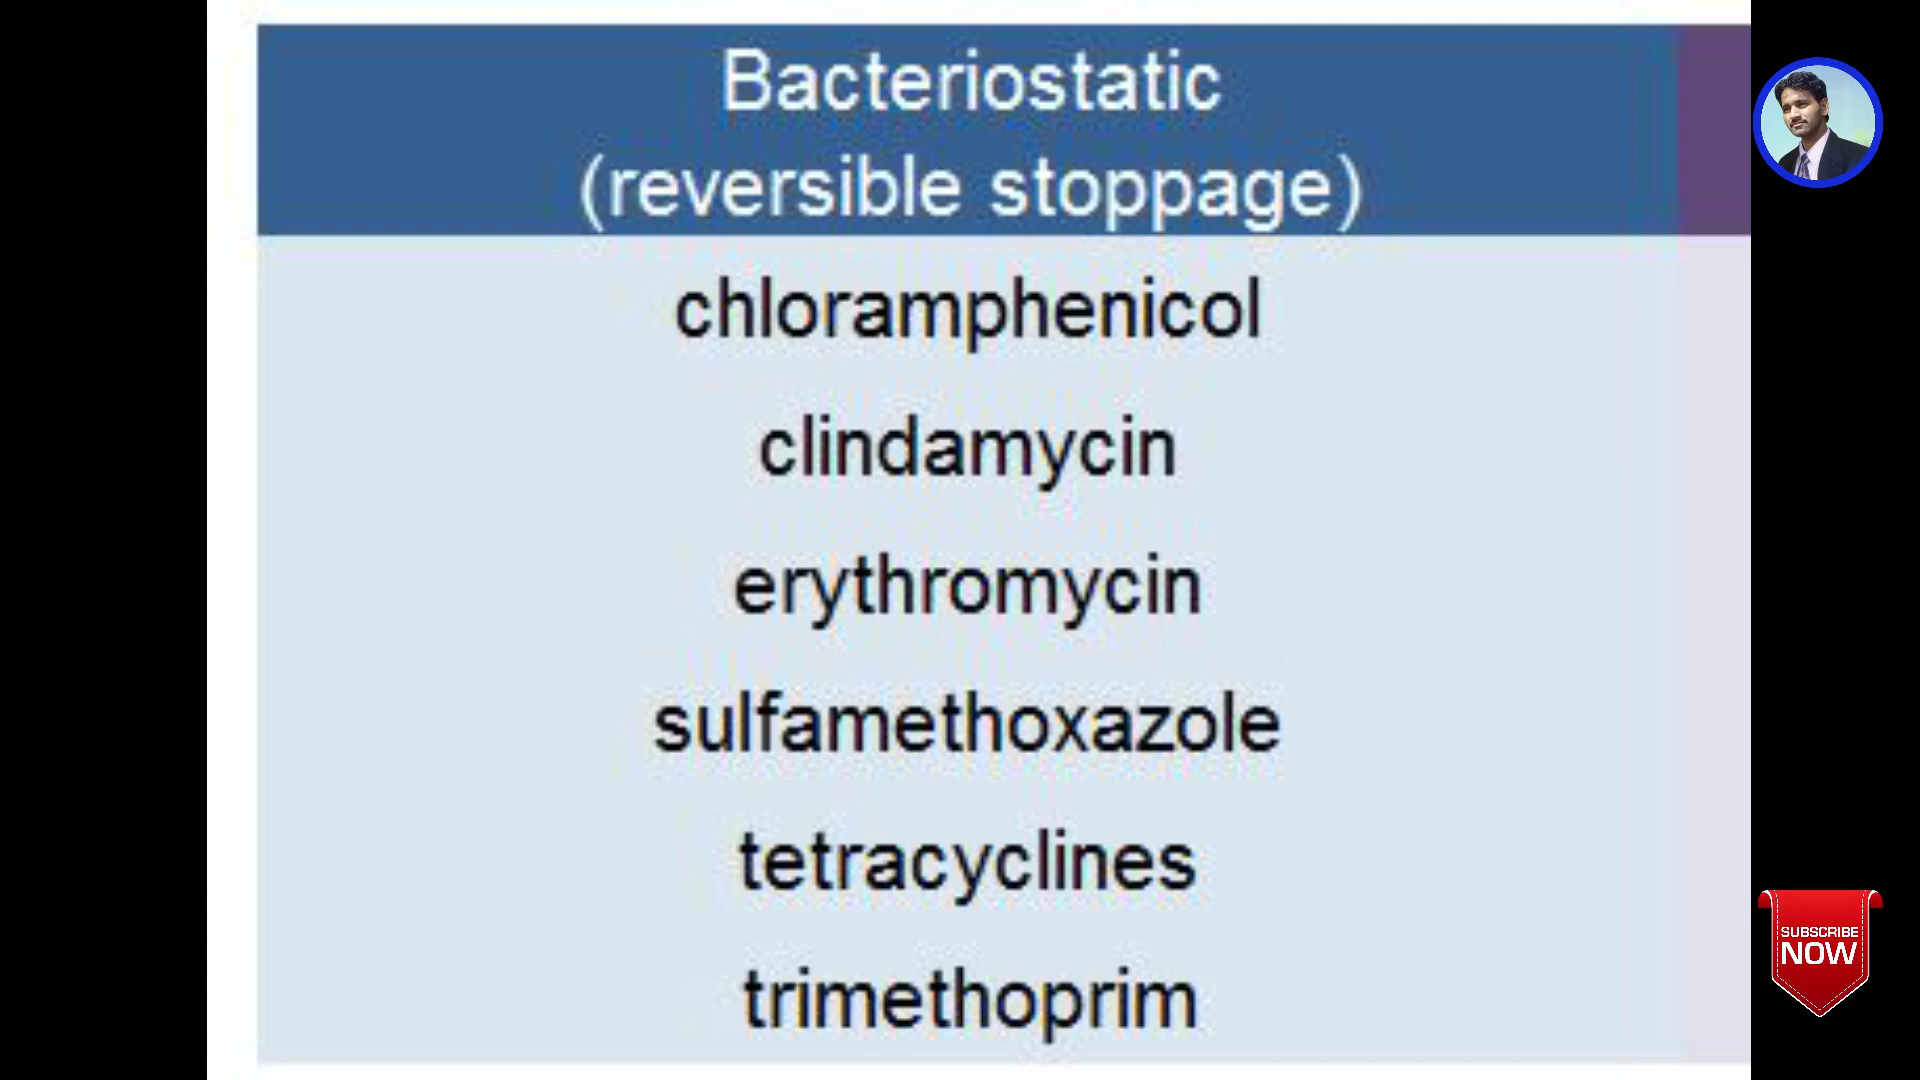 Bacteriostatic
(reversible stoppage)
chloramphenicol
clindamycin
erythromycin
sulfamethoxazole
tetracyclines
trimethoprim
SUBSCRIBE
NOW